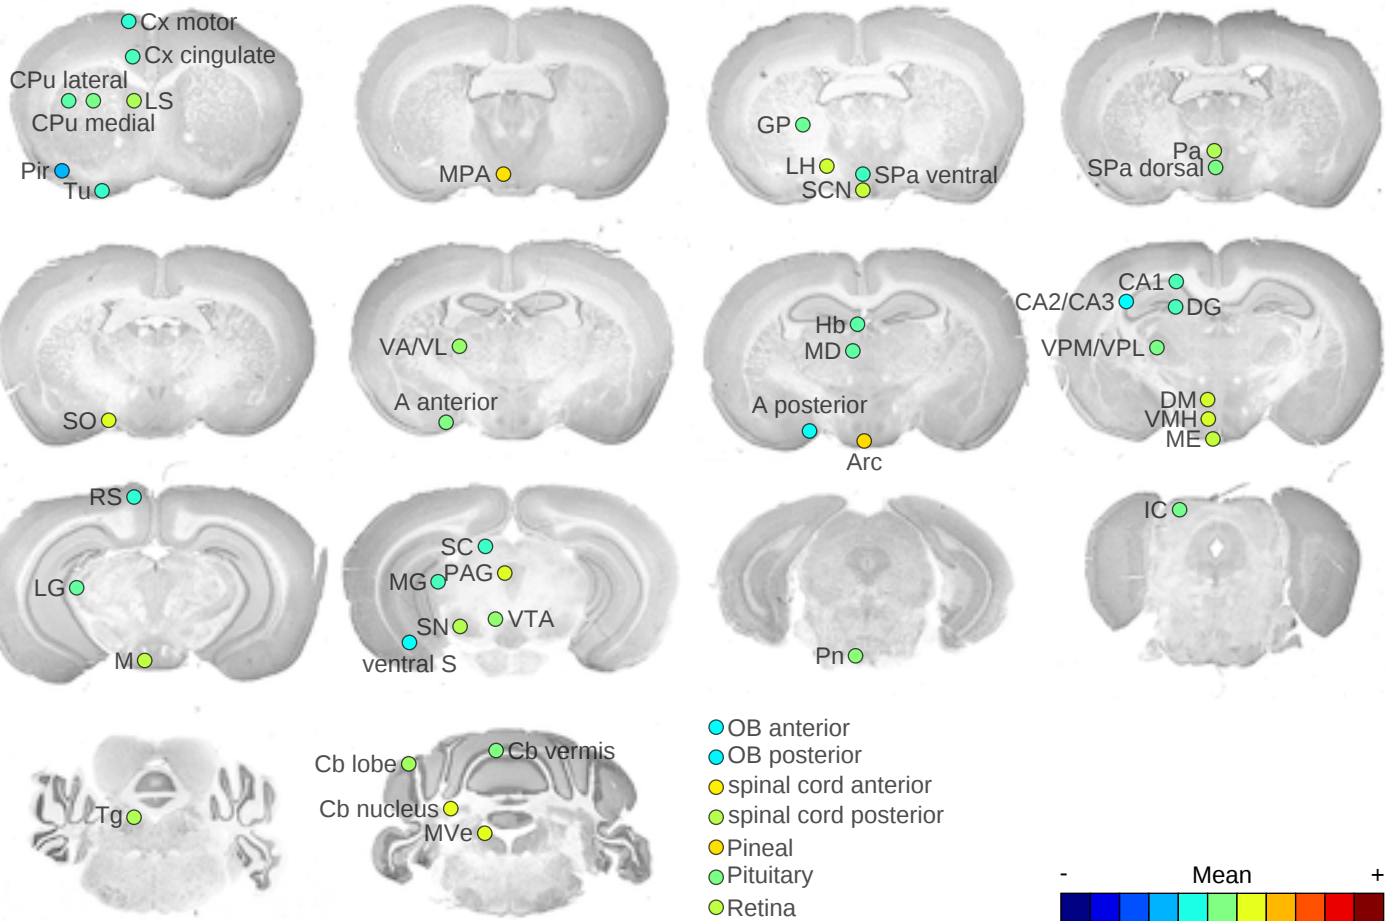 Cx motor
Cx cingulate
CPu lateral
LS
CPu medial
Pir
Tu
MPA
GP
LH
SPa ventral
SCN
Pa
SPa dorsal
SO
VA/VL
A anterior
Hb
MD
A posterior
Arc
CA1
CA2/CA3
DG
VPM/VPL
DM
VMH
ME
RS
LG
M
SC
MG
PAG
SN
VTA
ventral S
Pn
IC
Tg
Cb lobe
Cb vermis
Cb nucleus
MVe
OB anterior
OB posterior
spinal cord anterior
spinal cord posterior
Pineal
Pituitary
Retina
- Mean +